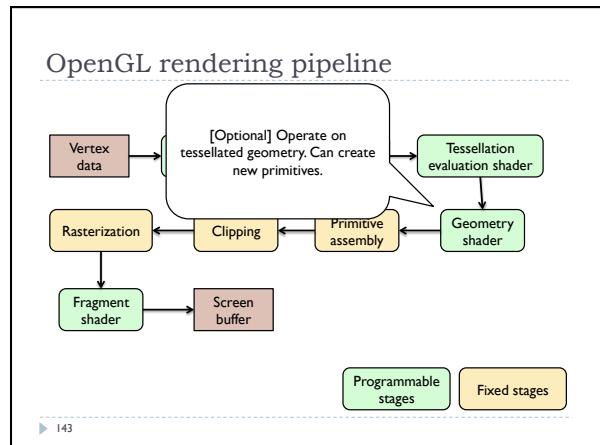 OpenGL rendering pipeline
[Optional] Operate on
tessellated geometry. Can create
new primitives.
Vertex
data
Tessellation
evaluation shader
Rasterization
Clipping
Primitive
assembly
Geometry
shader
Fragment
shader
Screen
buffer
Programmable
stages
Fixed stages
143